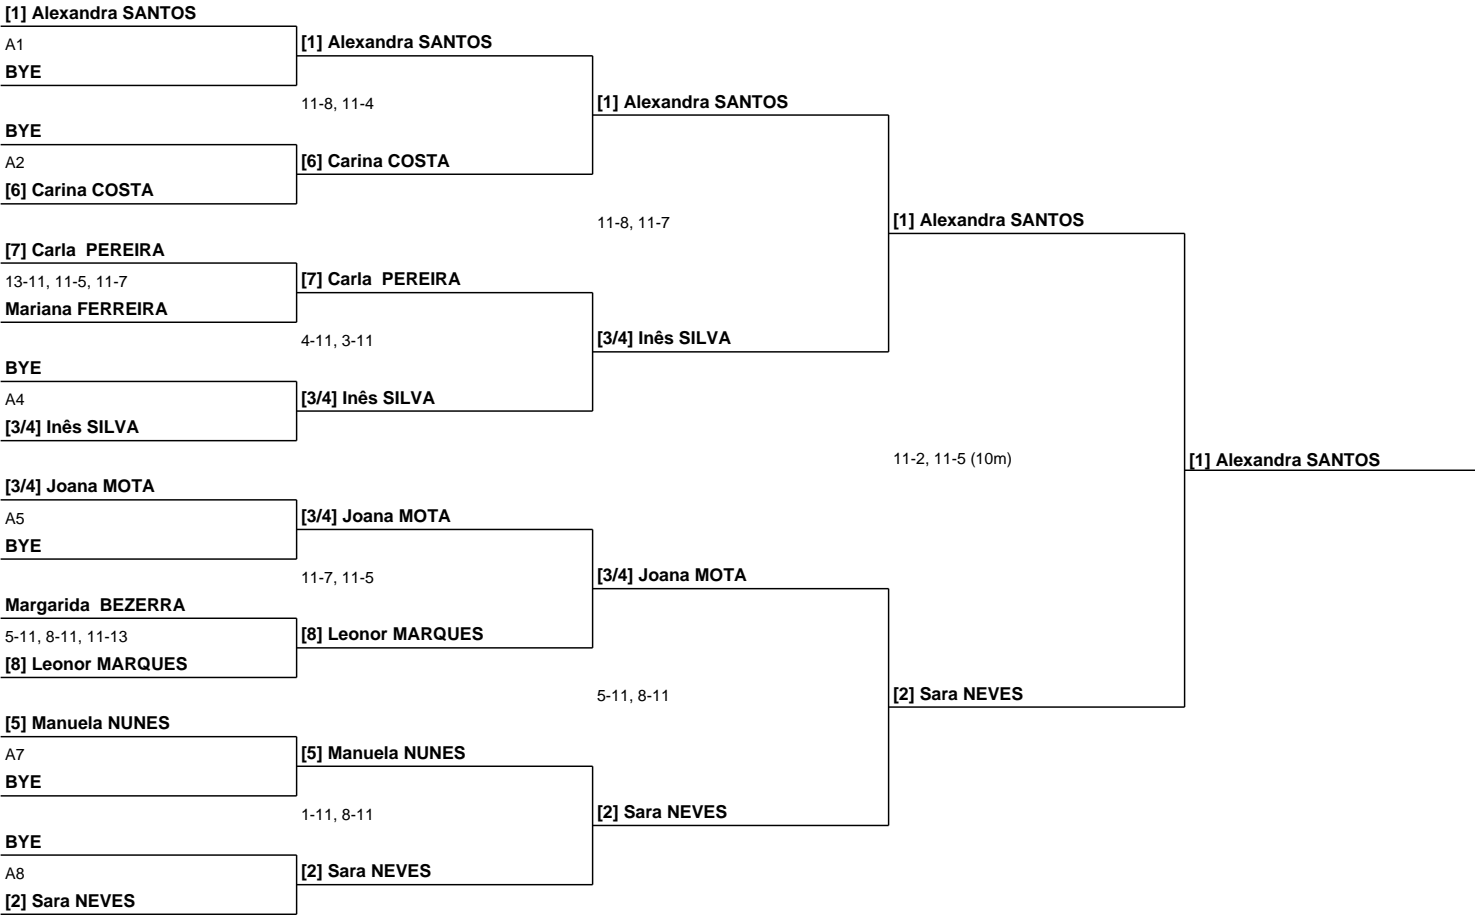 [1] Alexandra SANTOS
A1
BYE
BYE
A2
[6] Carina COSTA
[7] Carla  PEREIRA
13-11, 11-5, 11-7
Mariana FERREIRA
BYE
A4
[3/4] Inês SILVA
[3/4] Joana MOTA
A5
BYE
Margarida  BEZERRA
5-11, 8-11, 11-13
[8] Leonor MARQUES
[5] Manuela NUNES
A7
BYE
BYE
A8
[2] Sara NEVES
[1] Alexandra SANTOS
11-8, 11-4
[6] Carina COSTA
[7] Carla  PEREIRA
4-11, 3-11
[3/4] Inês SILVA
[3/4] Joana MOTA
11-7, 11-5
[8] Leonor MARQUES
[5] Manuela NUNES
1-11, 8-11
[2] Sara NEVES
[1] Alexandra SANTOS
11-8, 11-7
[3/4] Inês SILVA
[3/4] Joana MOTA
5-11, 8-11
[2] Sara NEVES
[1] Alexandra SANTOS
11-2, 11-5 (10m)
[2] Sara NEVES
[1] Alexandra SANTOS